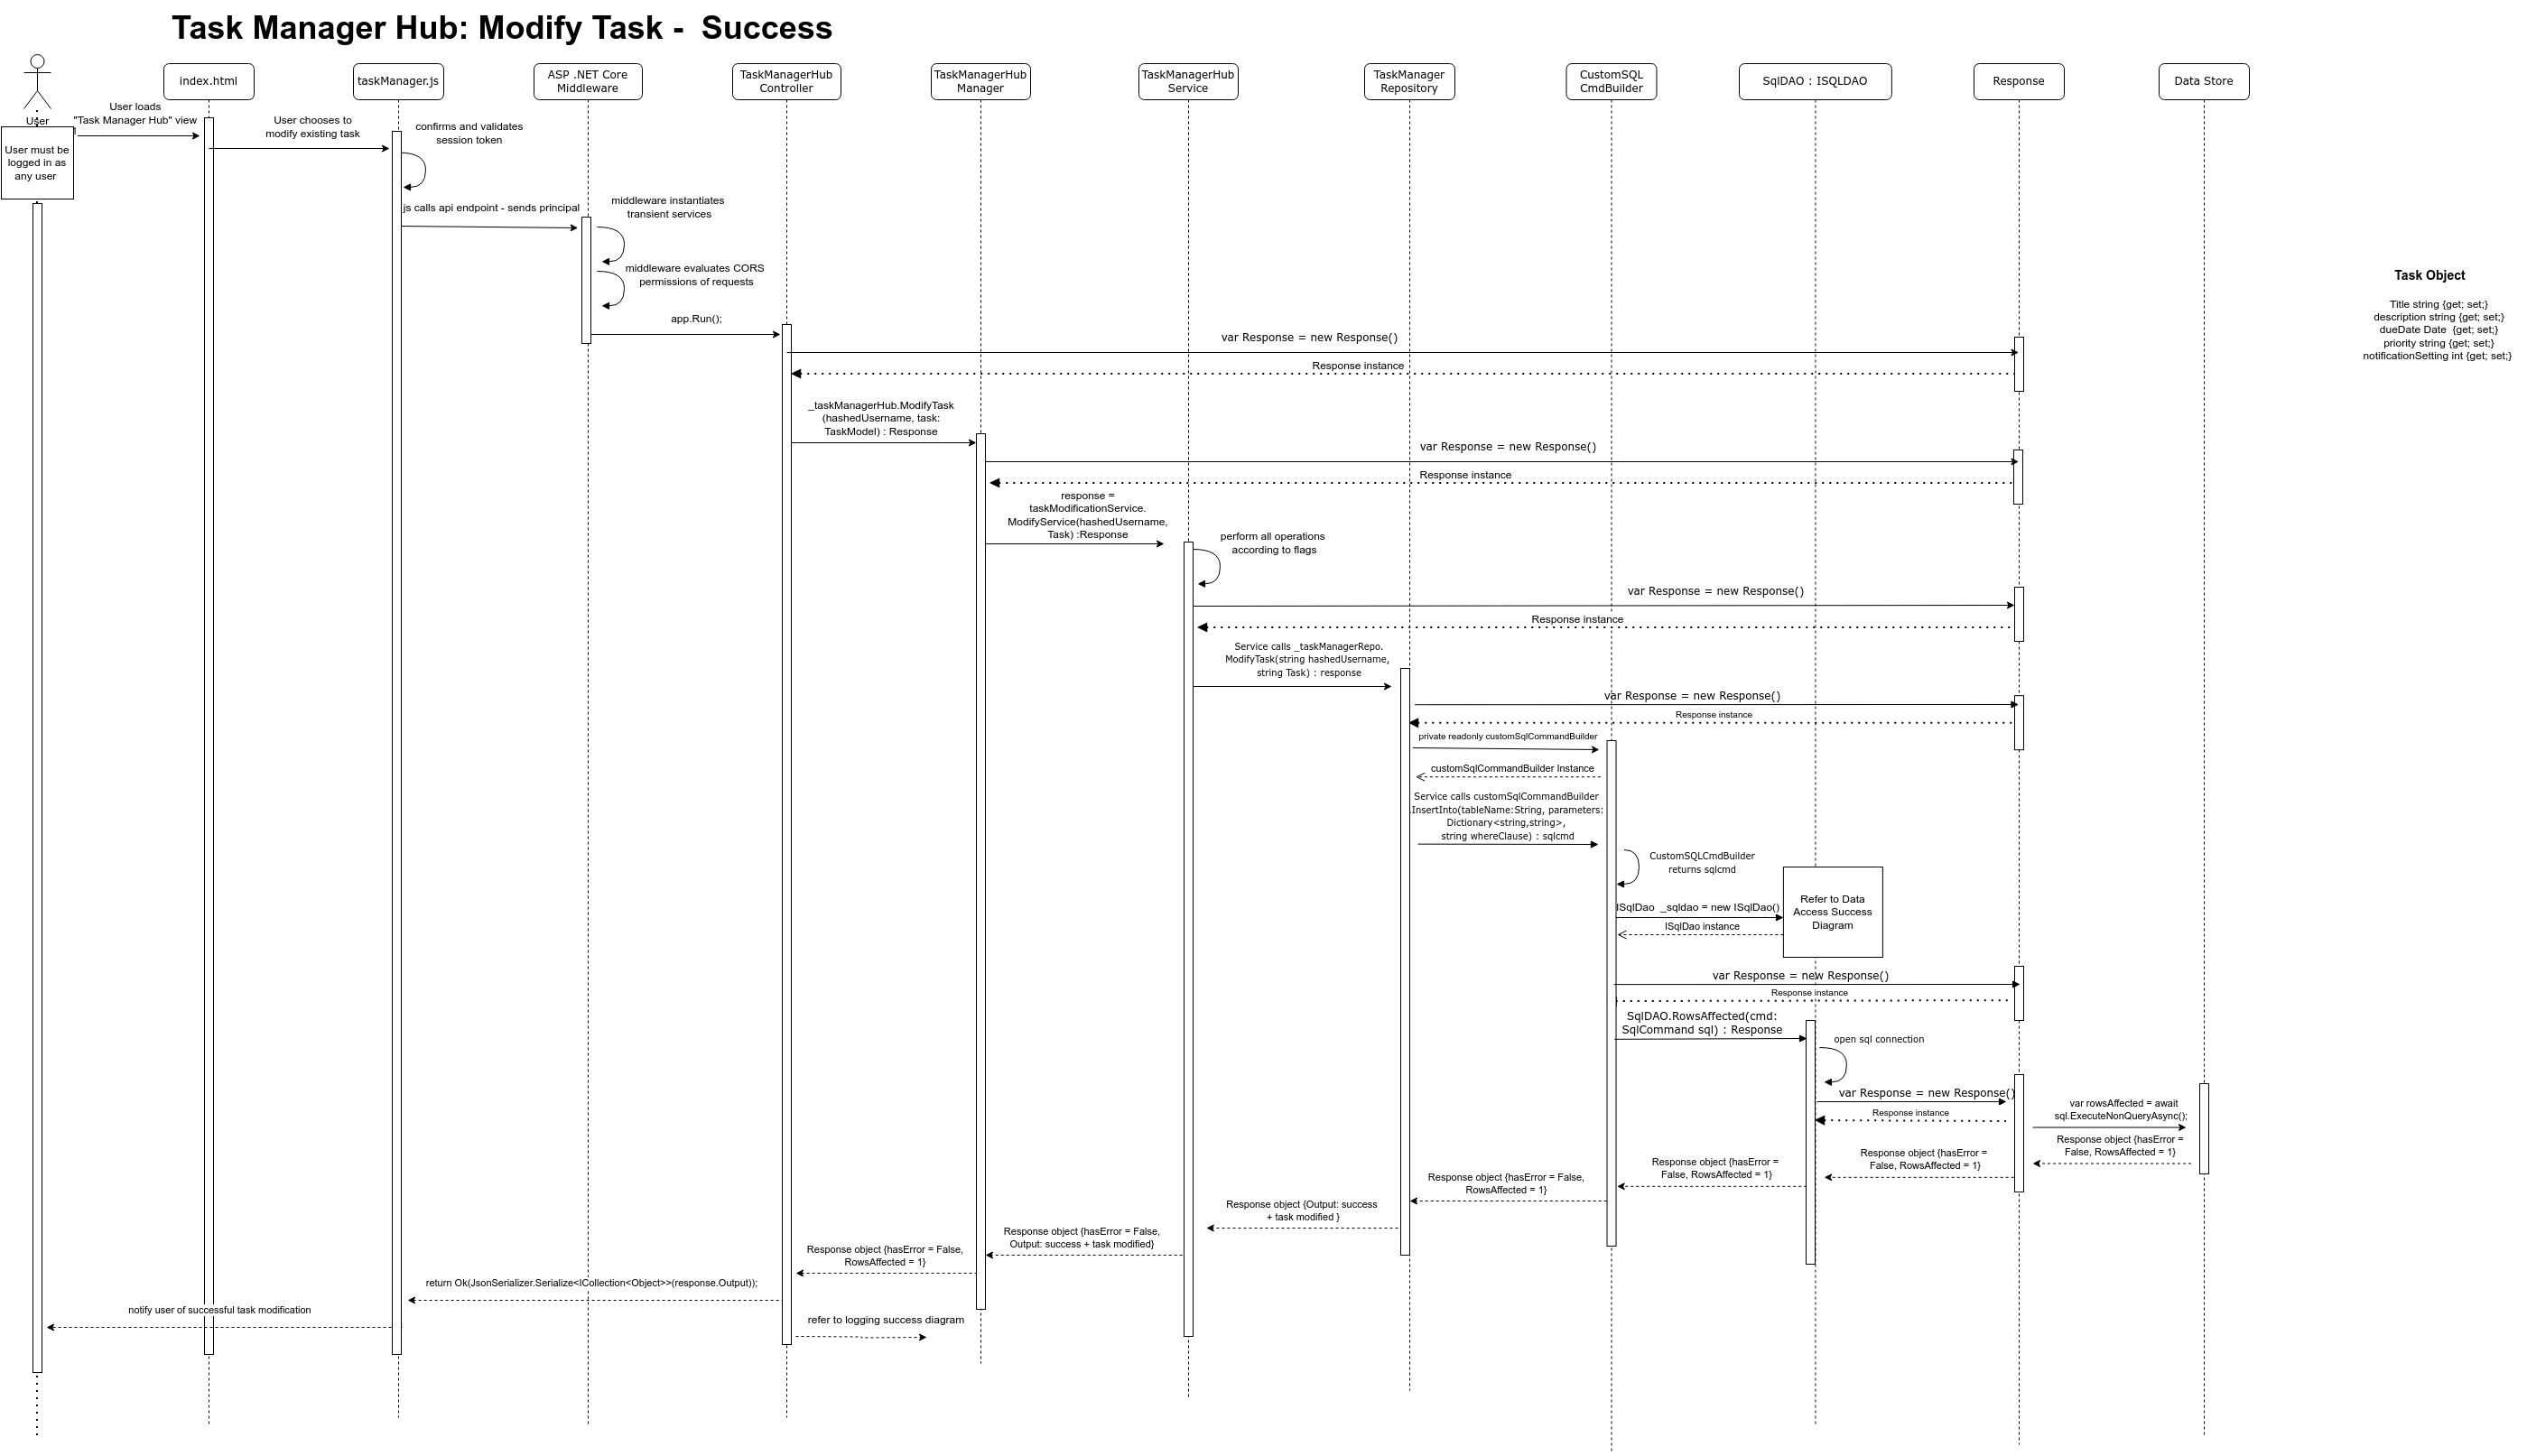 Task Manager Hub: Modify Task -  Success
index.html
taskManager.js
ASP .NET Core
Middleware
TaskManagerHub
Controller
TaskManagerHub
Manager
TaskManagerHub
Service
TaskManager
Repository
CustomSQL
CmdBuilder
SqlDAO : ISQLDAO
Response
Data Store
User
User must be
logged in as
any user
User loads
"Task Manager Hub" view
User chooses to
modify existing task
confirms and validates
session token
js calls api endpoint - sends principal
middleware instantiates
transient services
middleware evaluates CORS
permissions of requests
app.Run();
Task Object
Title string {get; set;}
description string {get; set;}
dueDate Date  {get; set;}
priority string {get; set;}
notificationSetting int {get; set;}
var Response = new Response()
Response instance
_taskManagerHub.ModifyTask
(hashedUsername, task:
TaskModel) : Response
var Response = new Response()
Response instance
response =
taskModificationService.
ModifyService(hashedUsername,
Task) :Response
perform all operations
according to flags
var Response = new Response()
Response instance
Service calls _taskManagerRepo.
ModifyTask(string hashedUsername,
string Task) : response
var Response = new Response()
Response instance
private readonly customSqlCommandBuilder
customSqlCommandBuilder Instance
Service calls customSqlCommandBuilder
.InsertInto(tableName:String, parameters:
Dictionary<string,string>,
string whereClause) : sqlcmd
CustomSQLCmdBuilder
returns sqlcmd
Refer to Data
Access Success
Diagram
ISqlDao  _sqldao = new ISqlDao()
ISqlDao instance
var Response = new Response()
Response instance
SqlDAO.RowsAffected(cmd:
SqlCommand sql) : Response
open sql connection
var Response = new Response()
Response instance
var rowsAffected = await
sql.ExecuteNonQueryAsync();
Response object {hasError =
False, RowsAffected = 1}
Response object {hasError =
False, RowsAffected = 1}
Response object {hasError =
False, RowsAffected = 1}
Response object {hasError = False,
RowsAffected = 1}
Response object {Output: success
+ task modified }
Response object {hasError = False,
Output: success + task modified}
Response object {hasError = False,
RowsAffected = 1}
return Ok(JsonSerializer.Serialize<ICollection<Object>>(response.Output));
notify user of successful task modification
refer to logging success diagram